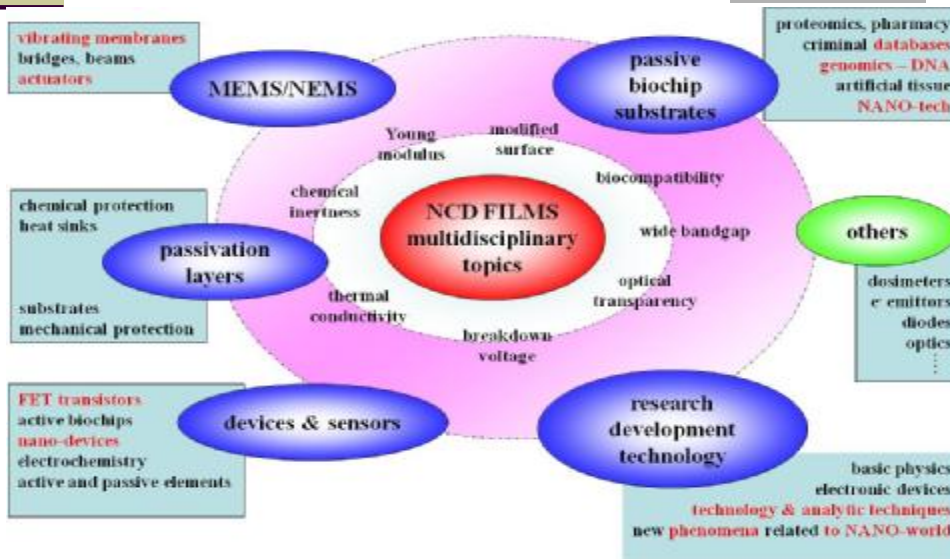 vibrating membranes
bridges, beams
actuators
MEMS/NEMS
passive
biochip
substrates
proteomics, pharmacy
criminal databases
genomics – DNA
artificial tissue
NANO-tech
Young
modulus
modified
surface
chemical
inertness
biocompatibility
NCD FILMS
multidisciplinary
topics
wide bandgap
others
chemical protection
heat sinks
substrates
mechanical protection
passivation
layers
thermal
conductivity
optical
transparency
breakdown
voltage
dosimeters
e- emittor
diodes
optics
FET transistors
active biochips
nano-devices
electrochemistry
active and passive elements
devices & sensors
research
development
technology
basic physics
electronic devices
technology & analytic techniques
new phenomena related to NANO-world